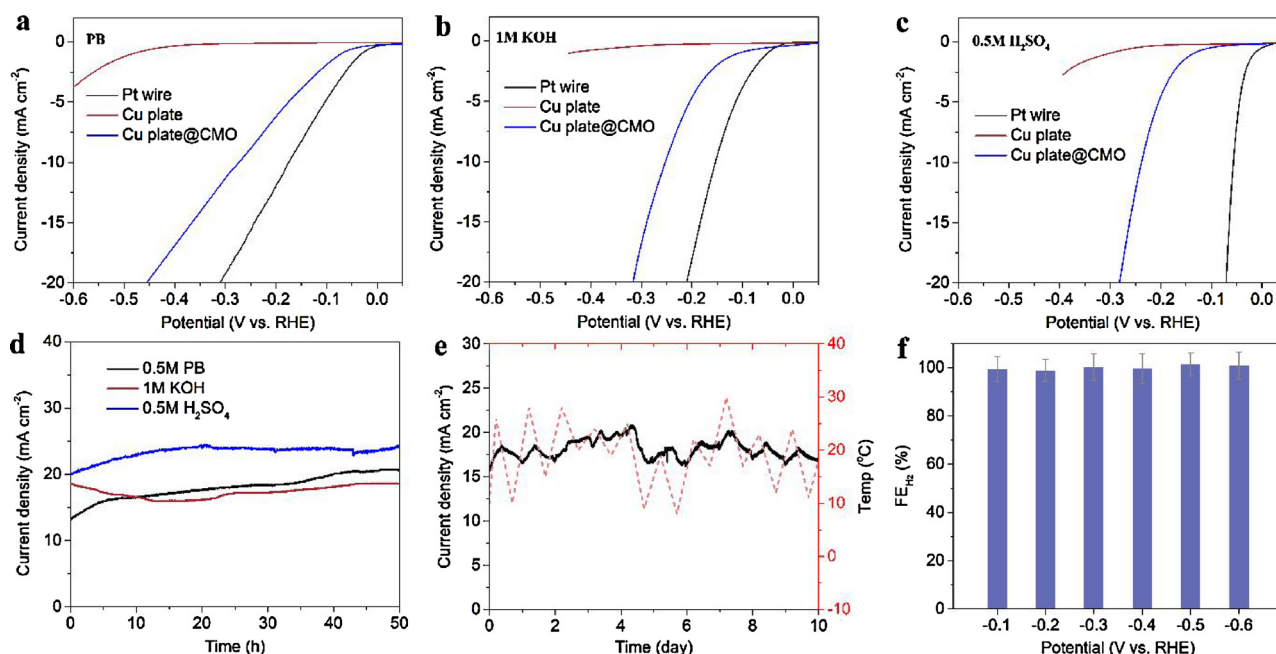 a
PB
0
-5
-10
-15
-20
Current density (mA cm⁻²)
Pt wire
Cu plate
Cu plate@CMO
-0.6 -0.5 -0.4 -0.3 -0.2 -0.1 0.0
Potential (V vs. RHE)
b
1M KOH
0
-5
-10
-15
-20
Current density (mA cm⁻²)
Pt wire
Cu plate
Cu plate@CMO
-0.6 -0.5 -0.4 -0.3 -0.2 -0.1 0.0
Potential (V vs. RHE)
c
0.5M H₂SO₄
0
-5
-10
-15
-20
Current density (mA cm⁻²)
Pt wire
Cu plate
Cu plate@CMO
-0.5 -0.4 -0.3 -0.2 -0.1 0.0
Potential (V vs. RHE)
d
40
30
20
10
0
Current density (mA cm⁻²)
0.5M PB
1M KOH
0.5M H₂SO₄
0 10 20 30 40 50
Time (h)
e
30
25
20
15
10
5
0
Current density (mA cm⁻²)
40
30
20
10
0
-10
Temp (°C)
0 2 4 6 8 10
Time (day)
f
100
80
60
40
20
0
FE_H₂ (%)
-0.1 -0.2 -0.3 -0.4 -0.5 -0.6
Potential (V vs. RHE)